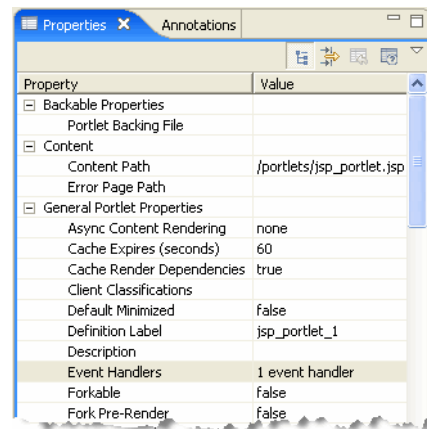 Properties Annotations
Property Value
Backable Properties
Portlet Backing File
Content
Content Path /portlets/jsp_portlet.jsp
Error Page Path
General Portlet Properties
Async Content Rendering none
Cache Expires (seconds) 60
Cache Render Dependencies true
Client Classifications
Default Minimized false
Definition Label jsp_portlet_1
Description
Event Handlers 1 event handler
Forkable false
Fork Pre-Render false